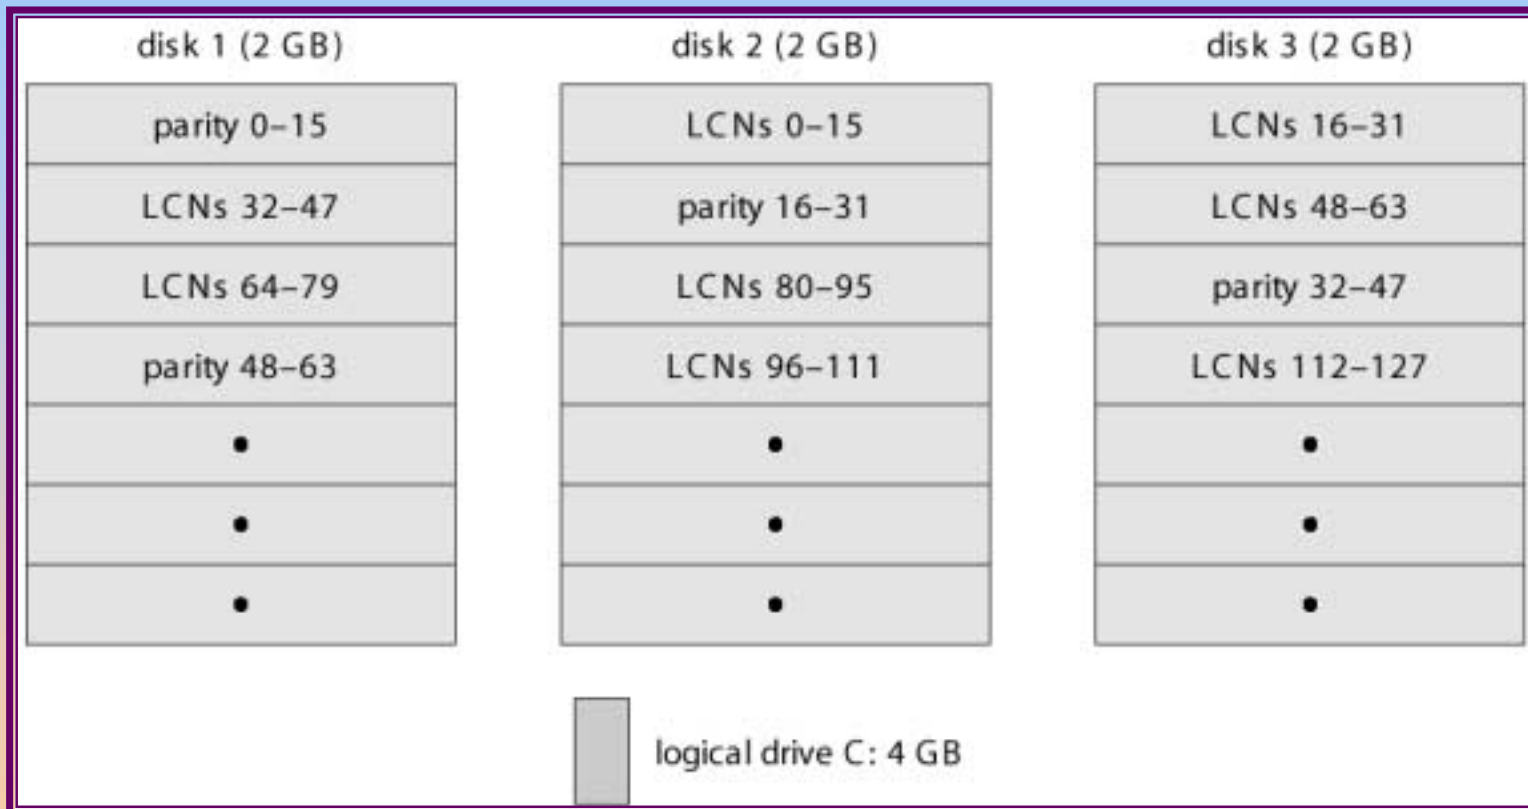 disk 1 (2 GB) disk 2 (2 GB) disk 3 (2 GB)
parity 0–15 LCNs 0–15 LCNs 16–31
LCNs 32–47 parity 16–31 LCNs 48–63
LCNs 64–79 LCNs 80–95 parity 32–47
parity 48–63 LCNs 96–111 LCNs 112–127
logical drive C: 4 GB